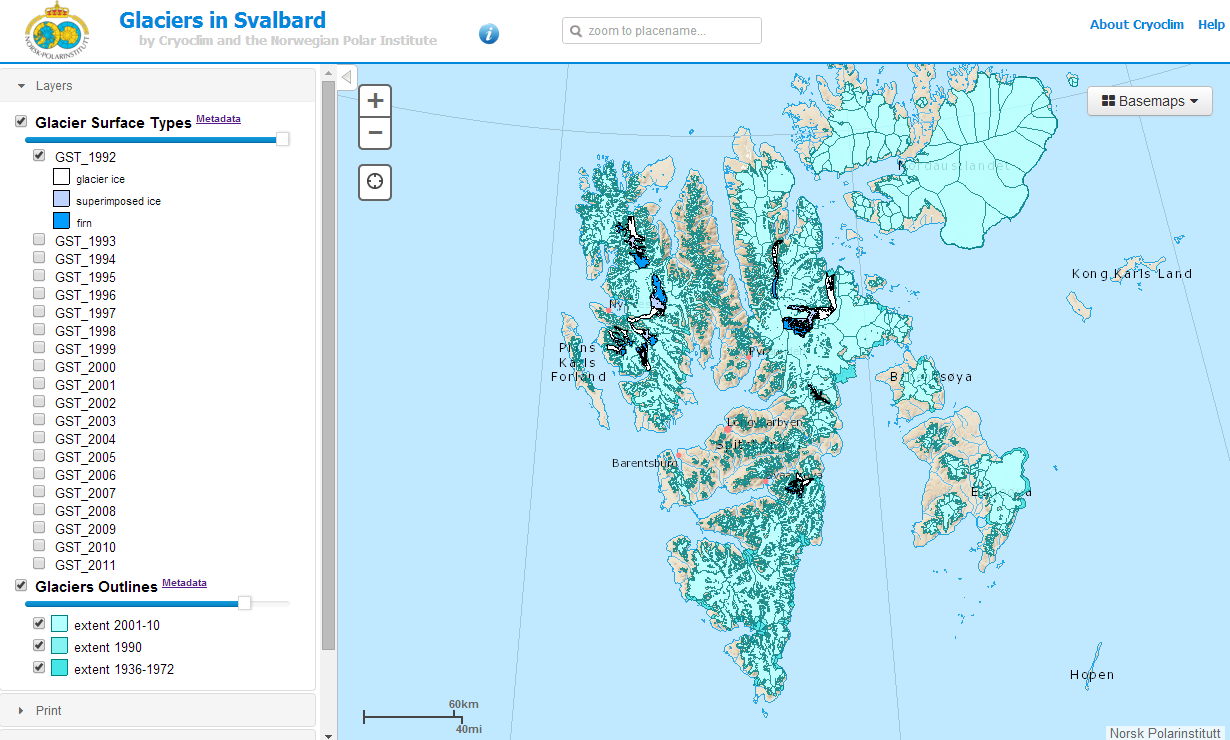 NORSK-POLARINSTITUTT
Glaciers in Svalbard
by Cryoclim and the Norwegian Polar Institute
i
zoom to placename...
About Cryoclim
Help
Layers
Glacier Surface Types Metadata
GST_1992
glacier ice
superimposed ice
firn
GST_1993
GST_1994
GST_1995
GST_1996
GST_1997
GST_1998
GST_1999
GST_2000
GST_2001
GST_2002
GST_2003
GST_2004
GST_2005
GST_2006
GST_2007
GST_2008
GST_2009
GST_2010
GST_2011
Glaciers Outlines Metadata
extent 2001-10
extent 1990
extent 1936-1972
Print
+
−
Basemaps
Kong Karls Land
Prins
Karls
Forland
Longyearbyen
Barentsburg
Hopen
60km
40mi
Norsk Polarinstitutt